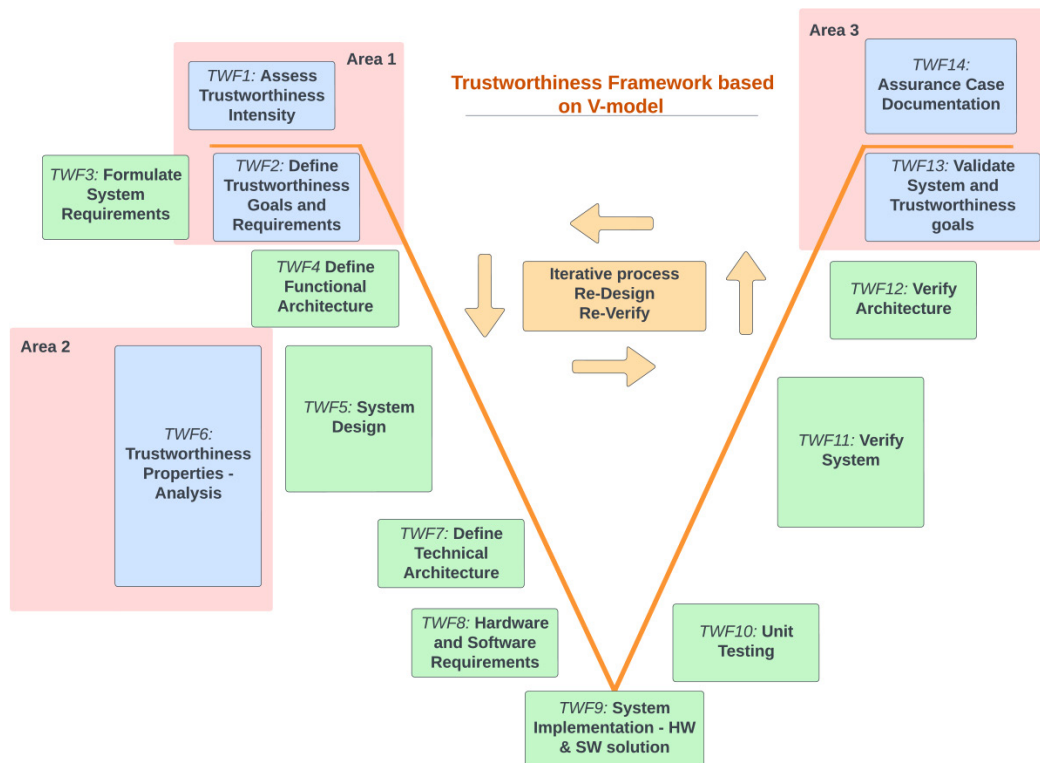 Area 1
TWF1: Assess
Trustworthiness
Intensity
Trustworthiness Framework based
on V-model
Area 3
TWF14:
Assurance Case
Documentation
TWF3: Formulate
System
Requirements
TWF2: Define
Trustworthiness
Goals and
Requirements
TWF13: Validate
System and
Trustworthiness
goals
TWF4 Define
Functional
Architecture
Iterative process
Re-Design
Re-Verify
TWF12: Verify
Architecture
Area 2
TWF6:
Trustworthiness
Properties -
Analysis
TWF5: System
Design
TWF11: Verify
System
TWF7: Define
Technical
Architecture
TWF8: Hardware
and Software
Requirements
TWF10: Unit
Testing
TWF9: System
Implementation - HW
& SW solution